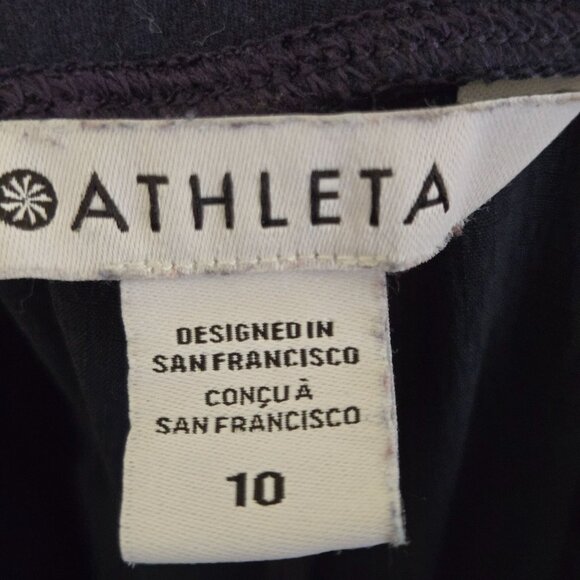 ATHLETA
DESIGNED IN
SAN FRANCISCO
CONÇU À
SAN FRANCISCO
10